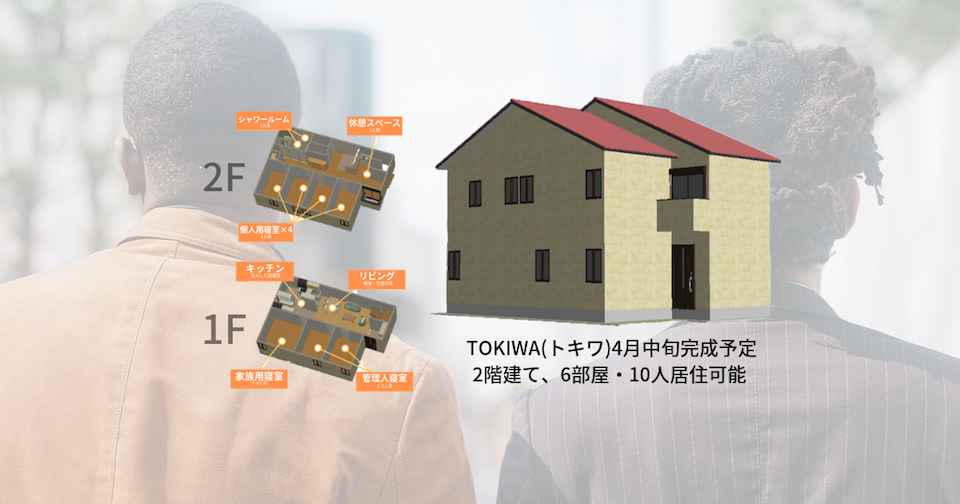 シャワールーム
休憩スペース
2F
個人用寝室×4
キッチン
リビング
1F
家族用寝室
管理人寝室
TOKIWA(トキワ)4月中旬完成予定
2階建て、6部屋・10人居住可能